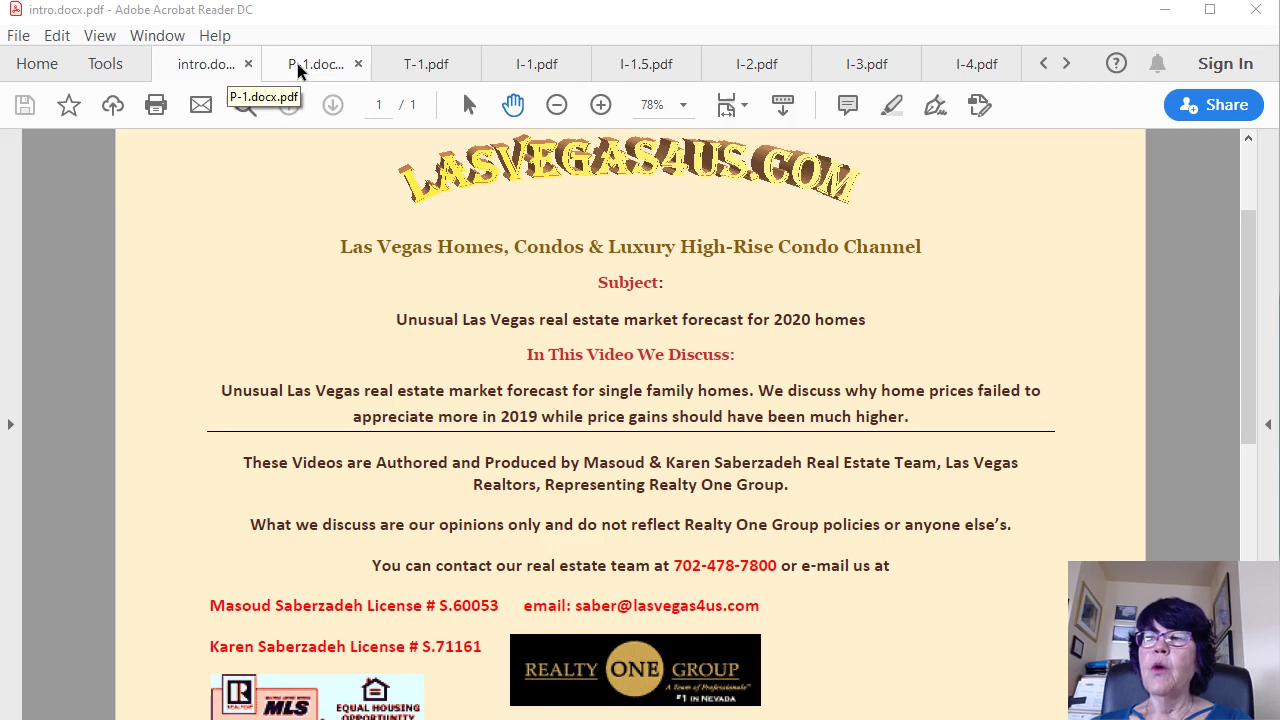 intro.docx.pdf - Adobe Acrobat Reader DC
File Edit View Window Help
Home Tools intro.do... P-1.doc... T-1.pdf I-1.pdf I-1.5.pdf I-2.pdf I-3.pdf I-4.pdf Sign In
P-1.docx.pdf
1 / 1 78% Share
LASVEGAS4US.COM
Las Vegas Homes, Condos & Luxury High-Rise Condo Channel
Subject:
Unusual Las Vegas real estate market forecast for 2020 homes
In This Video We Discuss:
Unusual Las Vegas real estate market forecast for single family homes. We discuss why home prices failed to
appreciate more in 2019 while price gains should have been much higher.
These Videos are Authored and Produced by Masoud & Karen Saberzadeh Real Estate Team, Las Vegas
Realtors, Representing Realty One Group.
What we discuss are our opinions only and do not reflect Realty One Group policies or anyone else’s.
You can contact our real estate team at 702-478-7800 or e-mail us at
Masoud Saberzadeh License # S.60053 email: saber@lasvegas4us.com
Karen Saberzadeh License # S.71161
REALTY ONE GROUP
A Team of Professionals
#1 IN NEVADA
R
REALTOR
MLS
EQUAL HOUSING
OPPORTUNITY